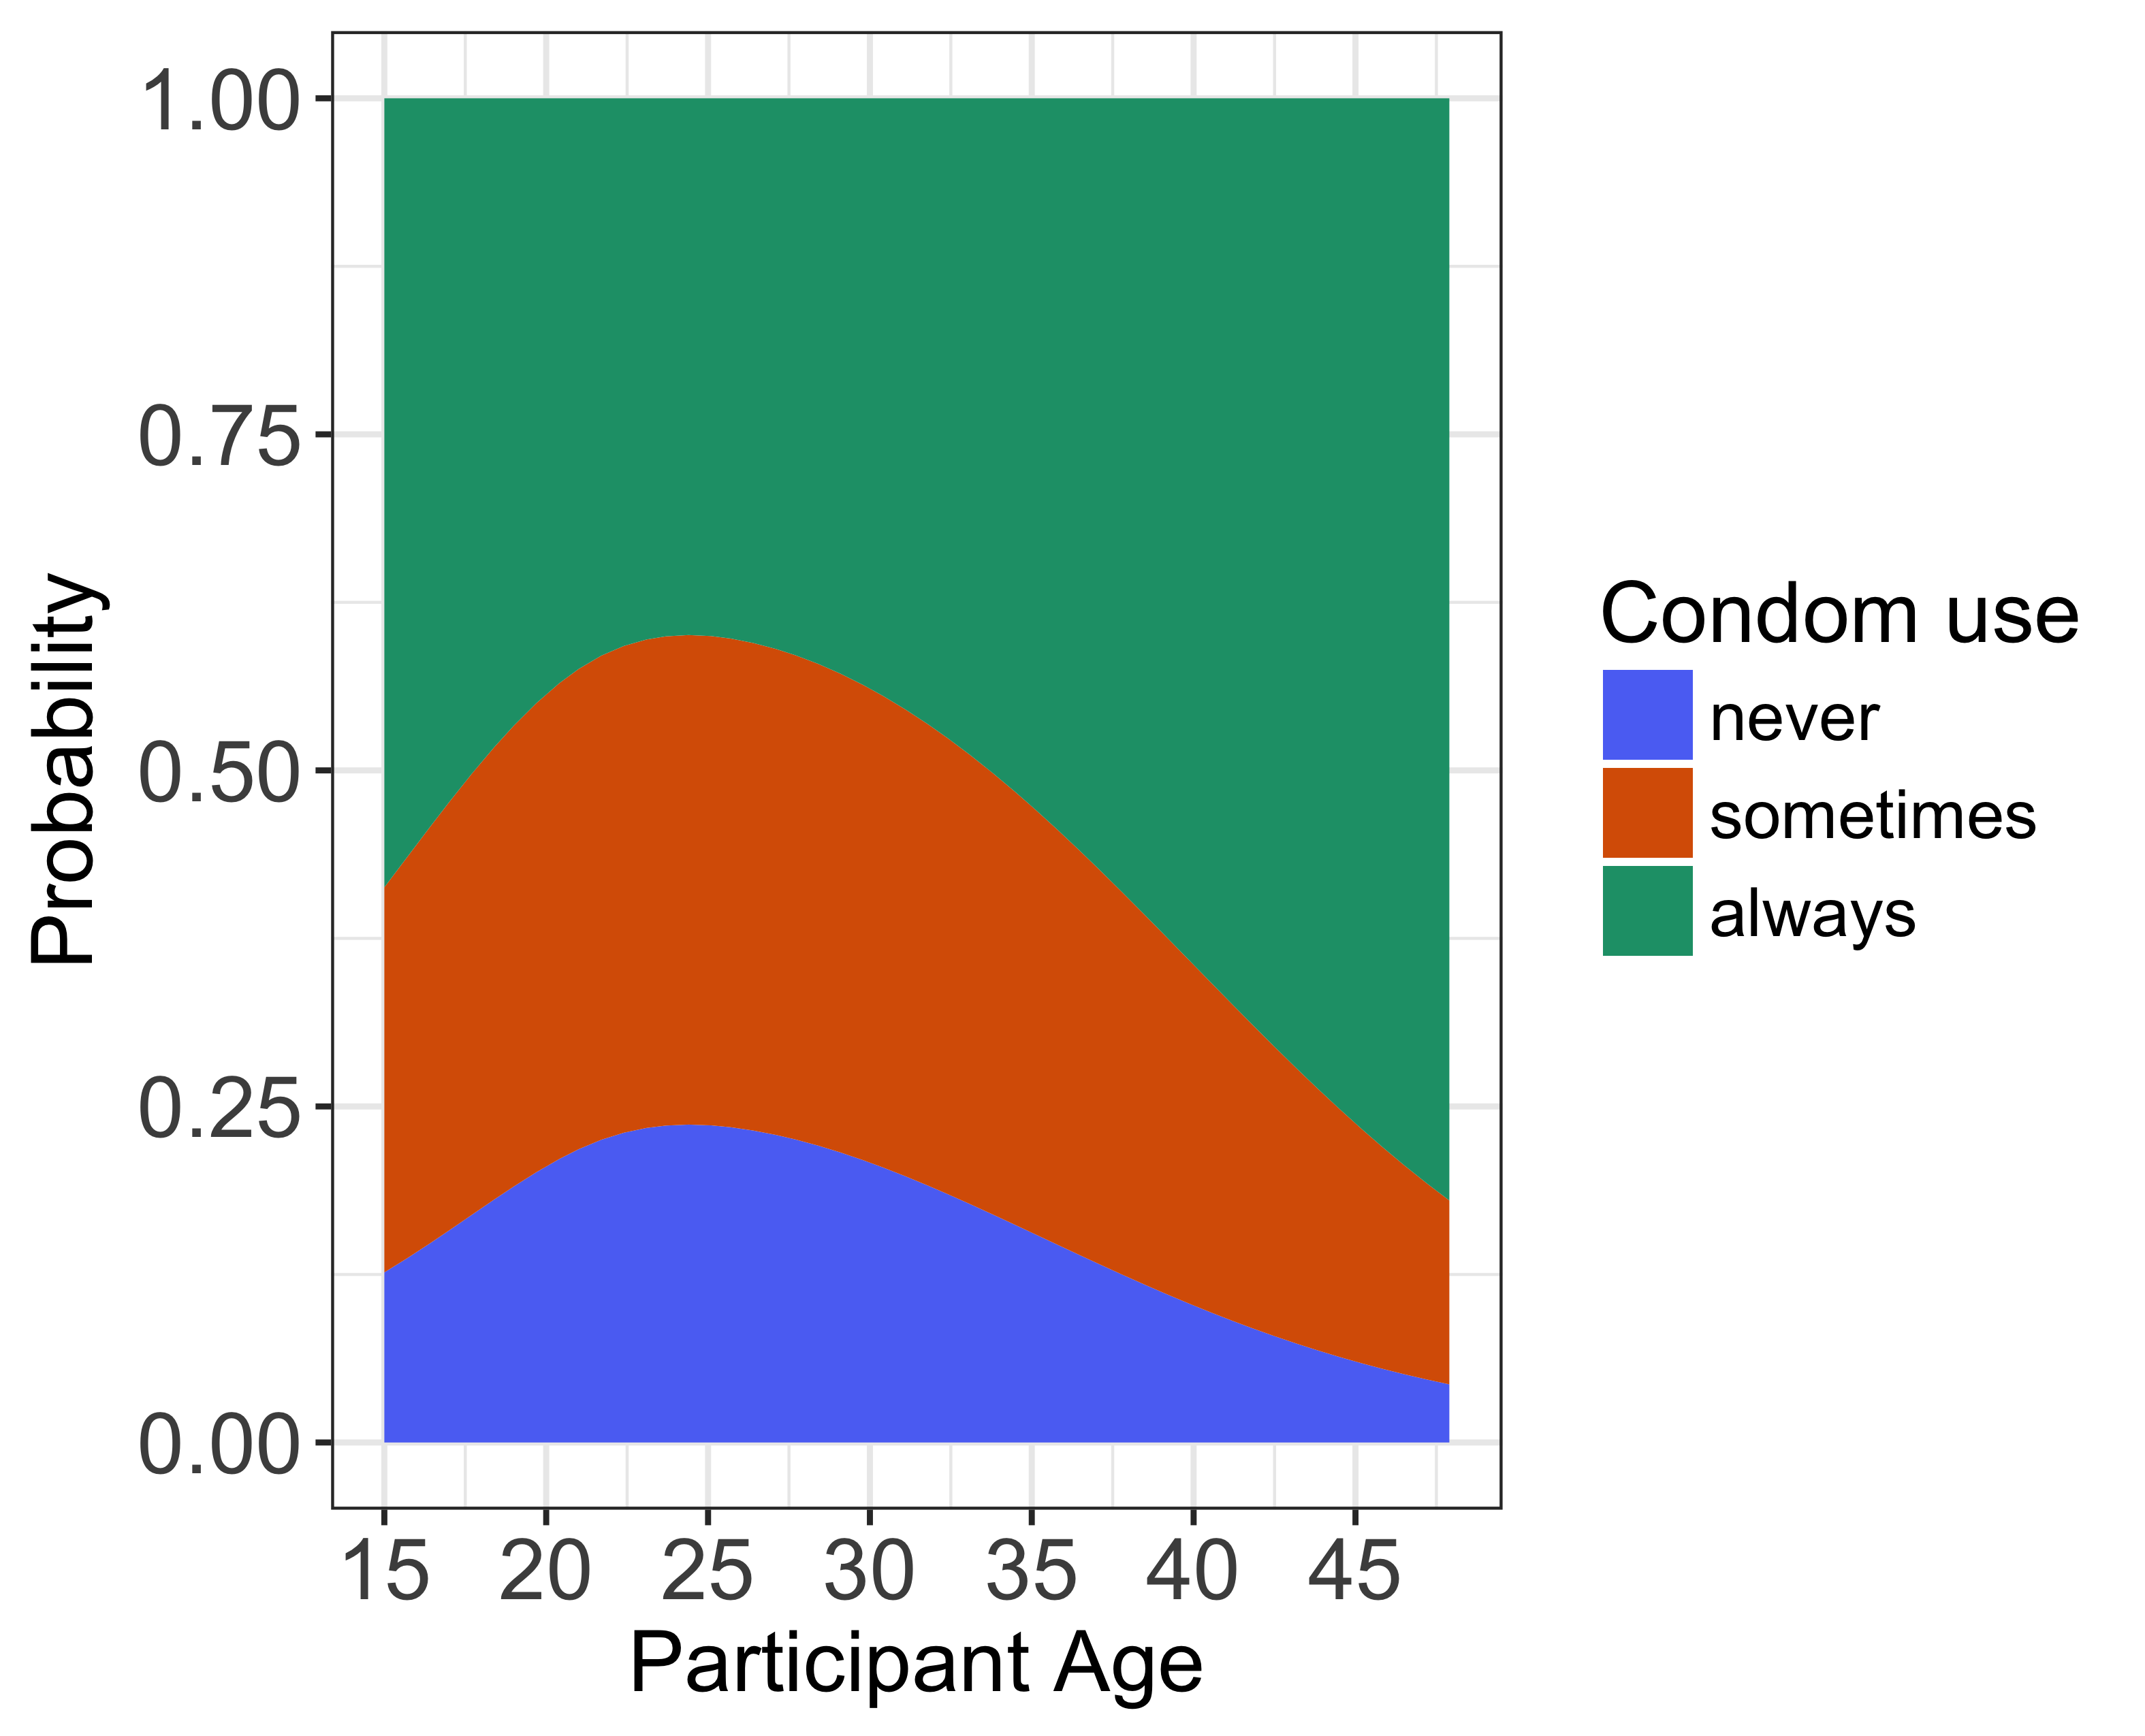 1.00
0.75
0.50
0.25
0.00
Probability
15 20 25 30 35 40 45
Participant Age
Condom use
never
sometimes
always